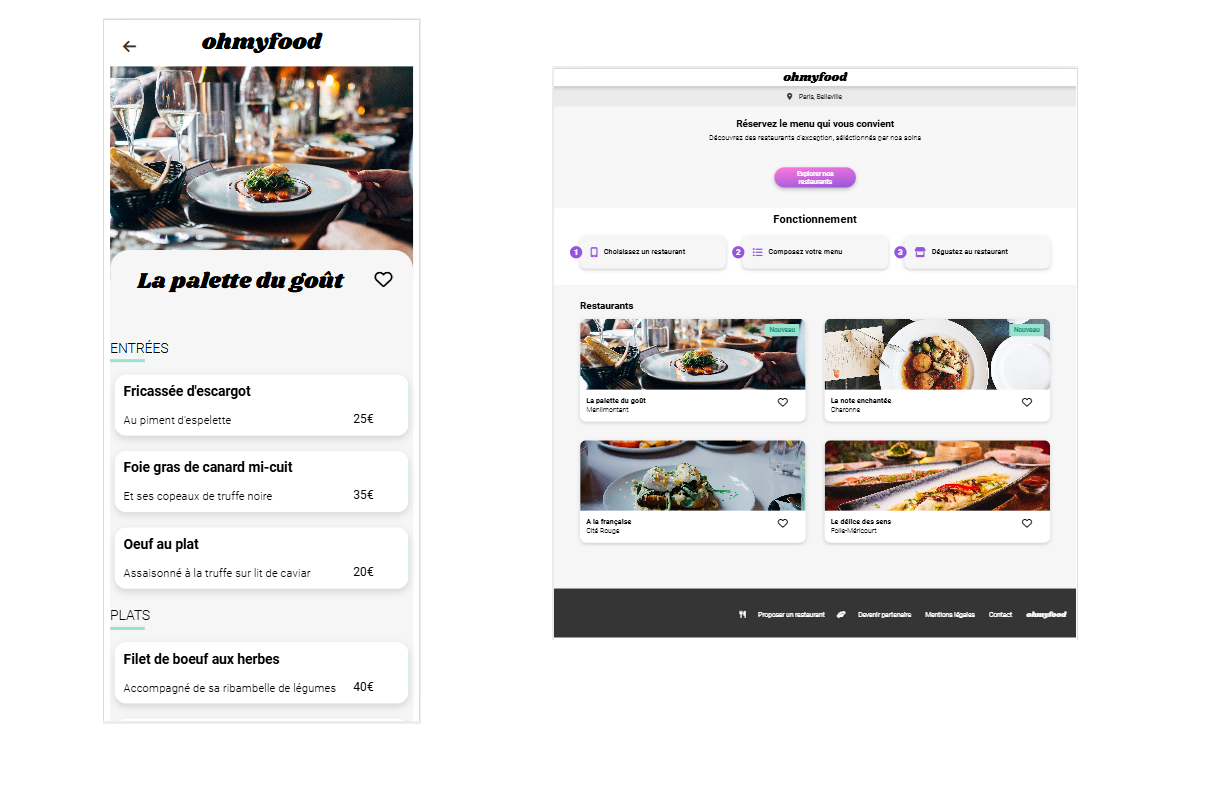 ohmyfood
La palette du goût
ENTRÉES
Fricassée d'escargot
Au piment d'espelette
25€
Foie gras de canard mi-cuit
Et ses copeaux de truffe noire
35€
Oeuf au plat
Assaisonné à la truffe sur lit de caviar
20€
PLATS
Filet de boeuf aux herbes
Accompagné de sa ribambelle de légumes
40€
ohmyfood
Paris, Belleville
Réservez le menu qui vous convient
Découvrez des restaurants d'exception, séléctionnés par nos soins
Explorer nos
restaurants
Fonctionnement
1 Choisissez un restaurant
2 Composez votre menu
3 Dégustez au restaurant
Restaurants
Nouveau
La palette du goût
Menilmontant
Nouveau
La note enchantée
Charonne
A la française
Cité Rouge
Le délice des sens
Folie-Méricourt
Proposer un restaurant
Devenir partenaire
Mentions légales
Contact
ohmyfood